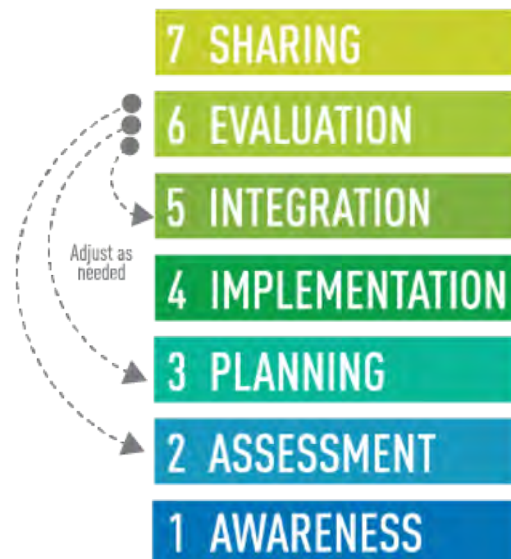 7 SHARING
6 EVALUATION
5 INTEGRATION
Adjust as
needed
4 IMPLEMENTATION
3 PLANNING
2 ASSESSMENT
1 AWARENESS